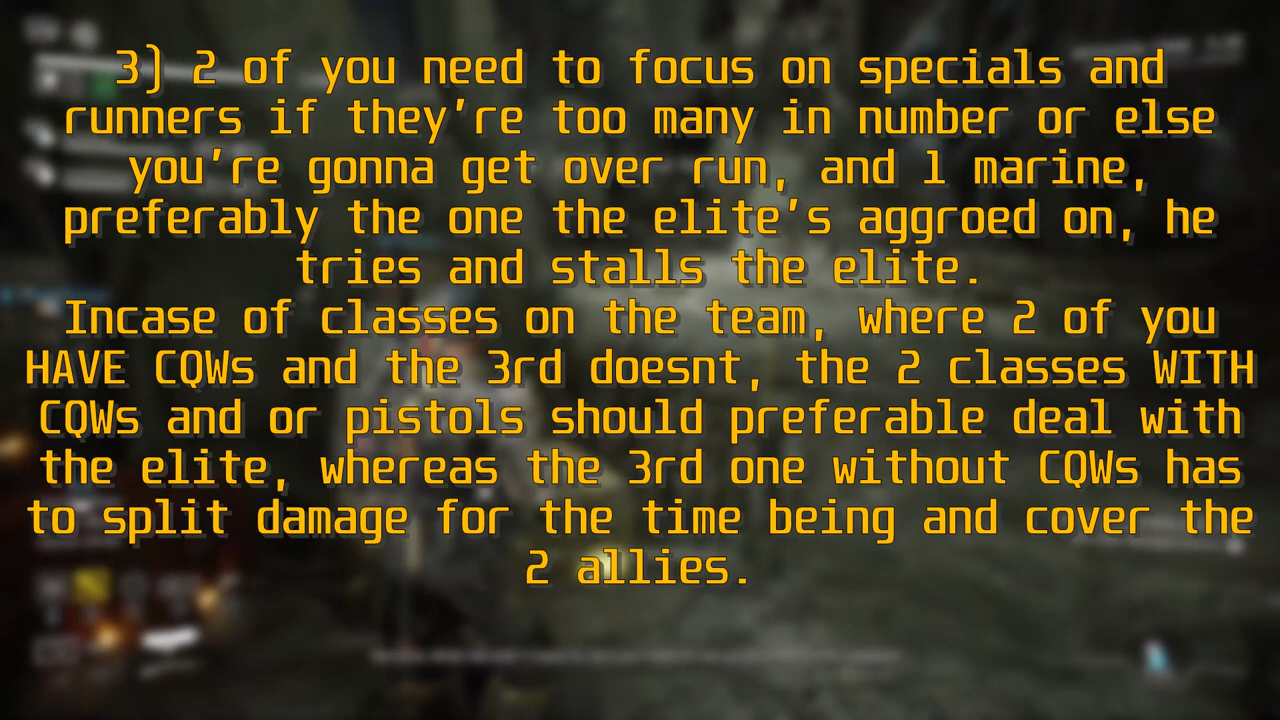 3) 2 of you need to focus on specials and
runners if they're too many in number or else
you're gonna get over run, and 1 marine,
preferably the one the elite's aggroed on, he
tries and stalls the elite.
Incase of classes on the team, where 2 of you
HAVE CQWs and the 3rd doesnt, the 2 classes WITH
CQWs and or pistols should preferable deal with
the elite, whereas the 3rd one without CQWs has
to split damage for the time being and cover the
2 allies.